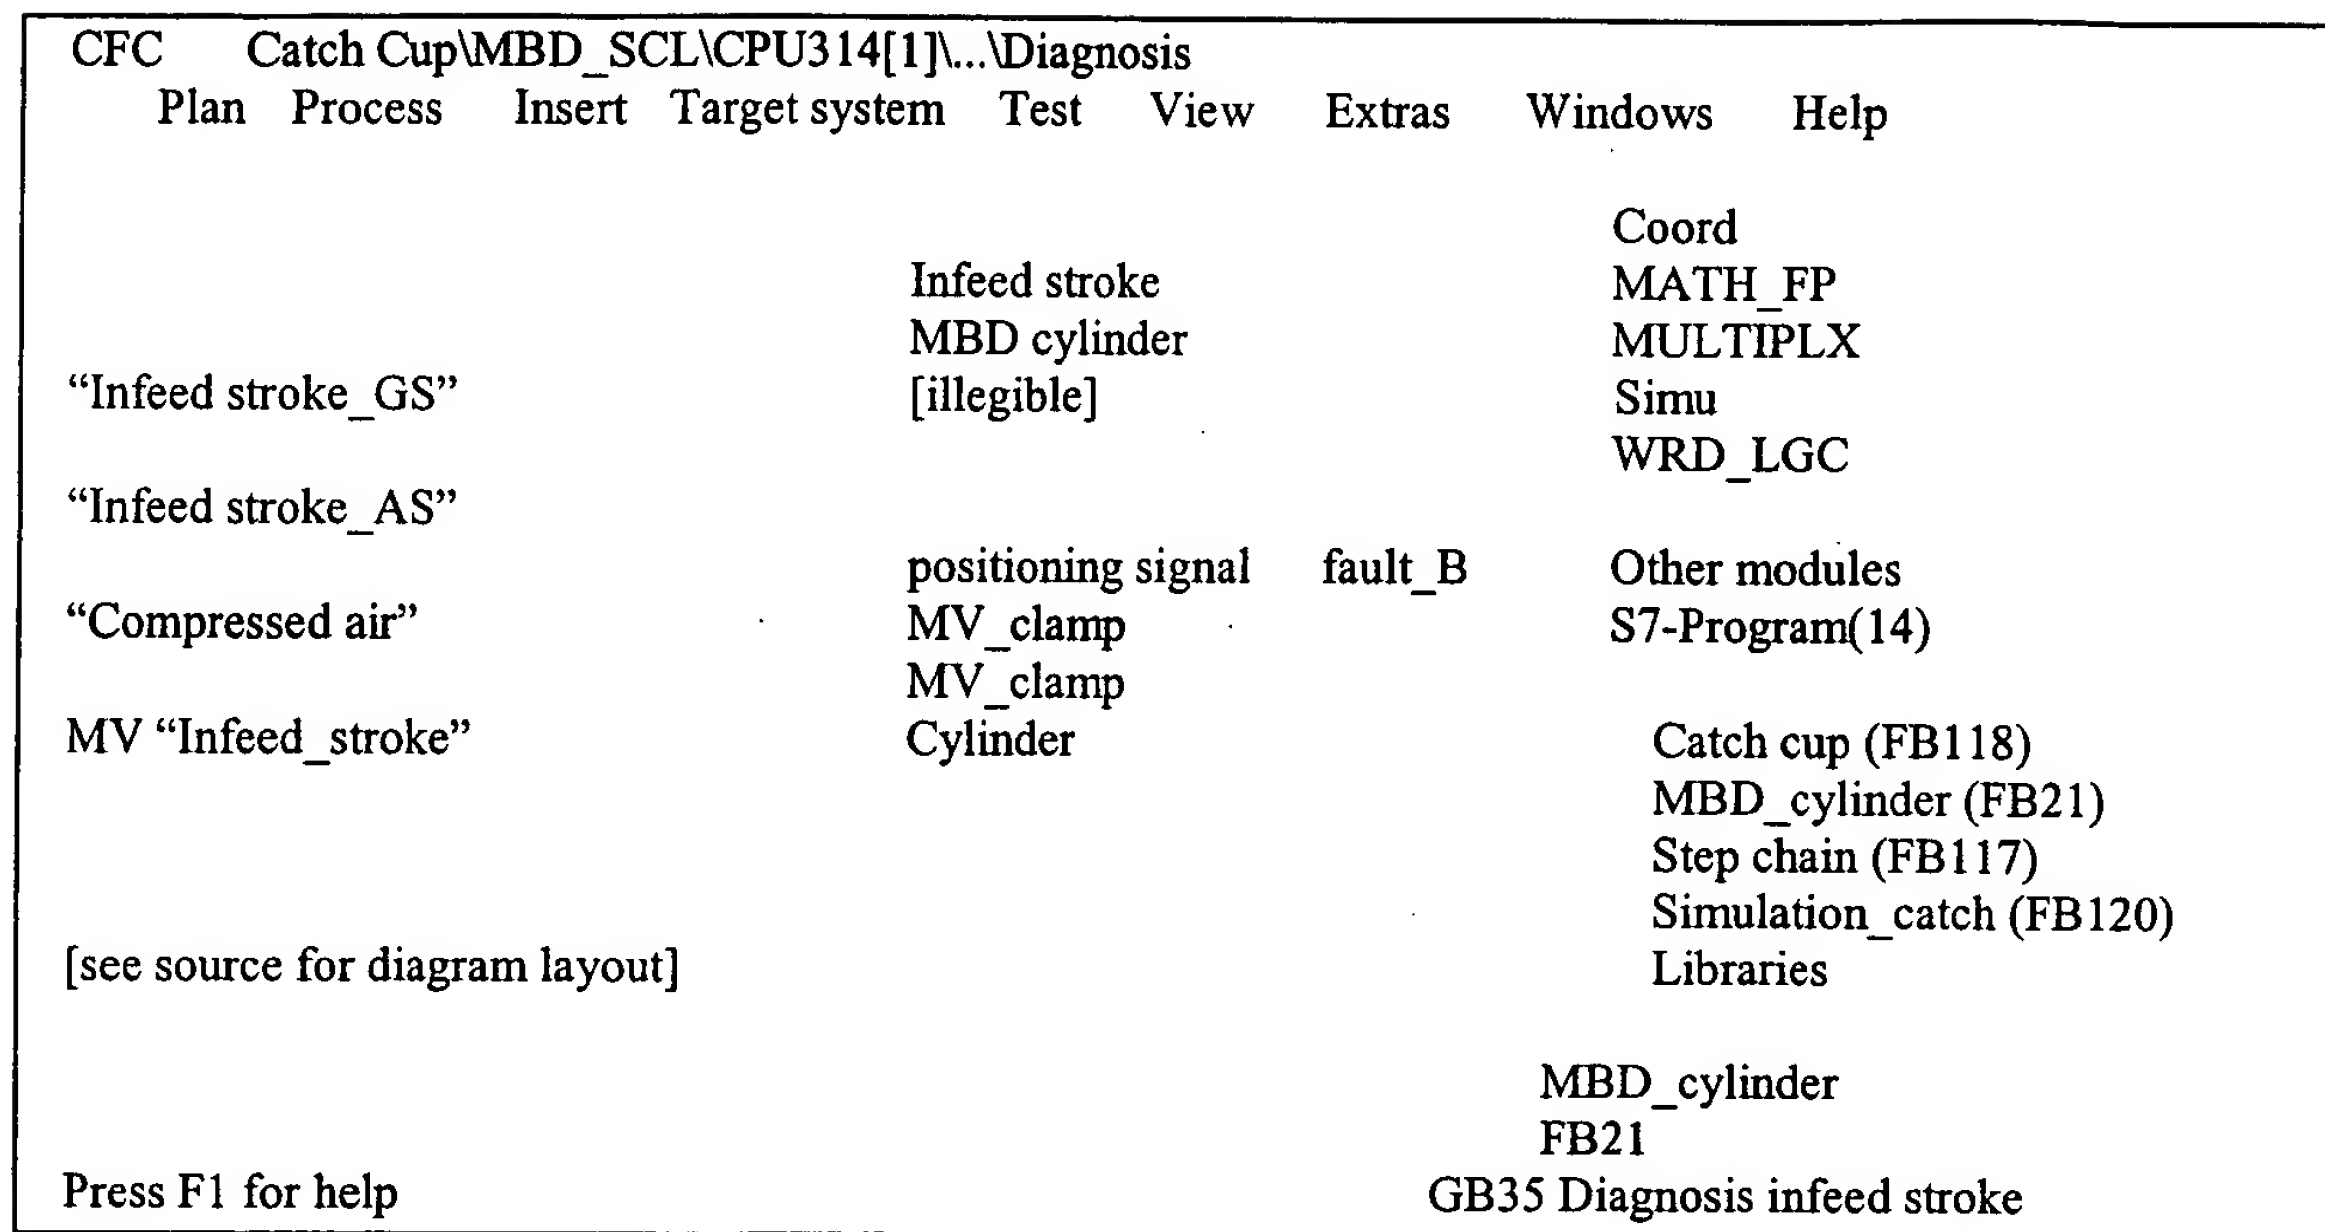 CFC Catch Cup\MBD_SCL\CPU314[1]\...\Diagnosis
Plan Process Insert Target system Test View Extras Windows Help
Coord
Infeed stroke MATH_FP
MBD cylinder MULTIPLX
“Infeed stroke_GS” [illegible] Simu
WRD_LGC
“Infeed stroke_AS”
positioning signal fault_B Other modules
“Compressed air” MV_clamp S7-Program(14)
MV_clamp
MV “Infeed_stroke” Cylinder Catch cup (FB118)
MBD_cylinder (FB21)
Step chain (FB117)
Simulation_catch (FB120)
[see source for diagram layout] Libraries
MBD_cylinder
FB21
Press F1 for help GB35 Diagnosis infeed stroke